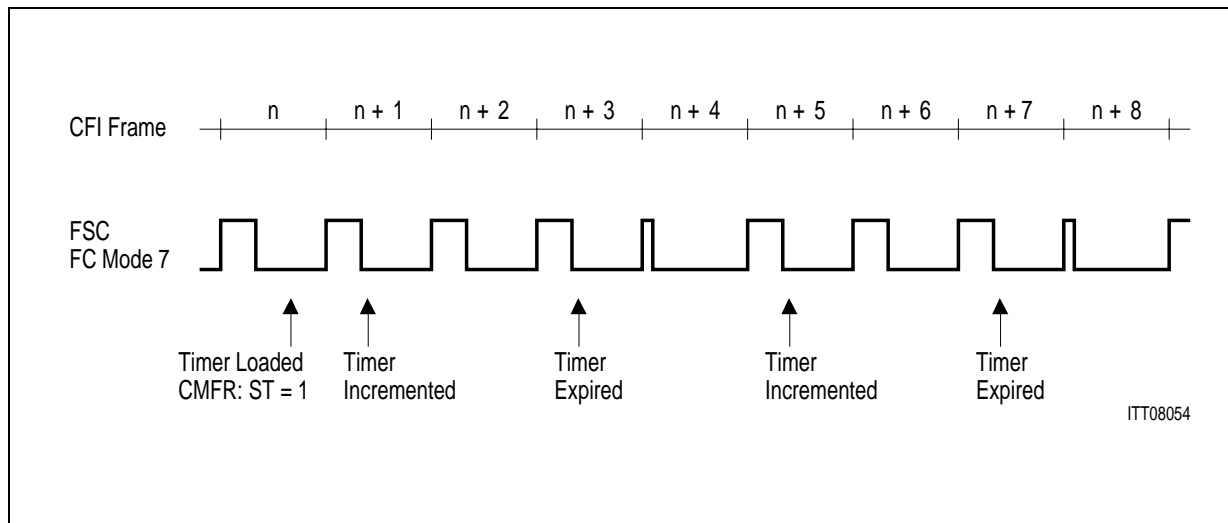 CFI Frame n n + 1 n + 2 n + 3 n + 4 n + 5 n + 6 n + 7 n + 8
FSC
FC Mode 7
Timer Loaded
CMFR: ST = 1
Timer
Incremented
Timer
Expired
Timer
Incremented
Timer
Expired
ITT08054